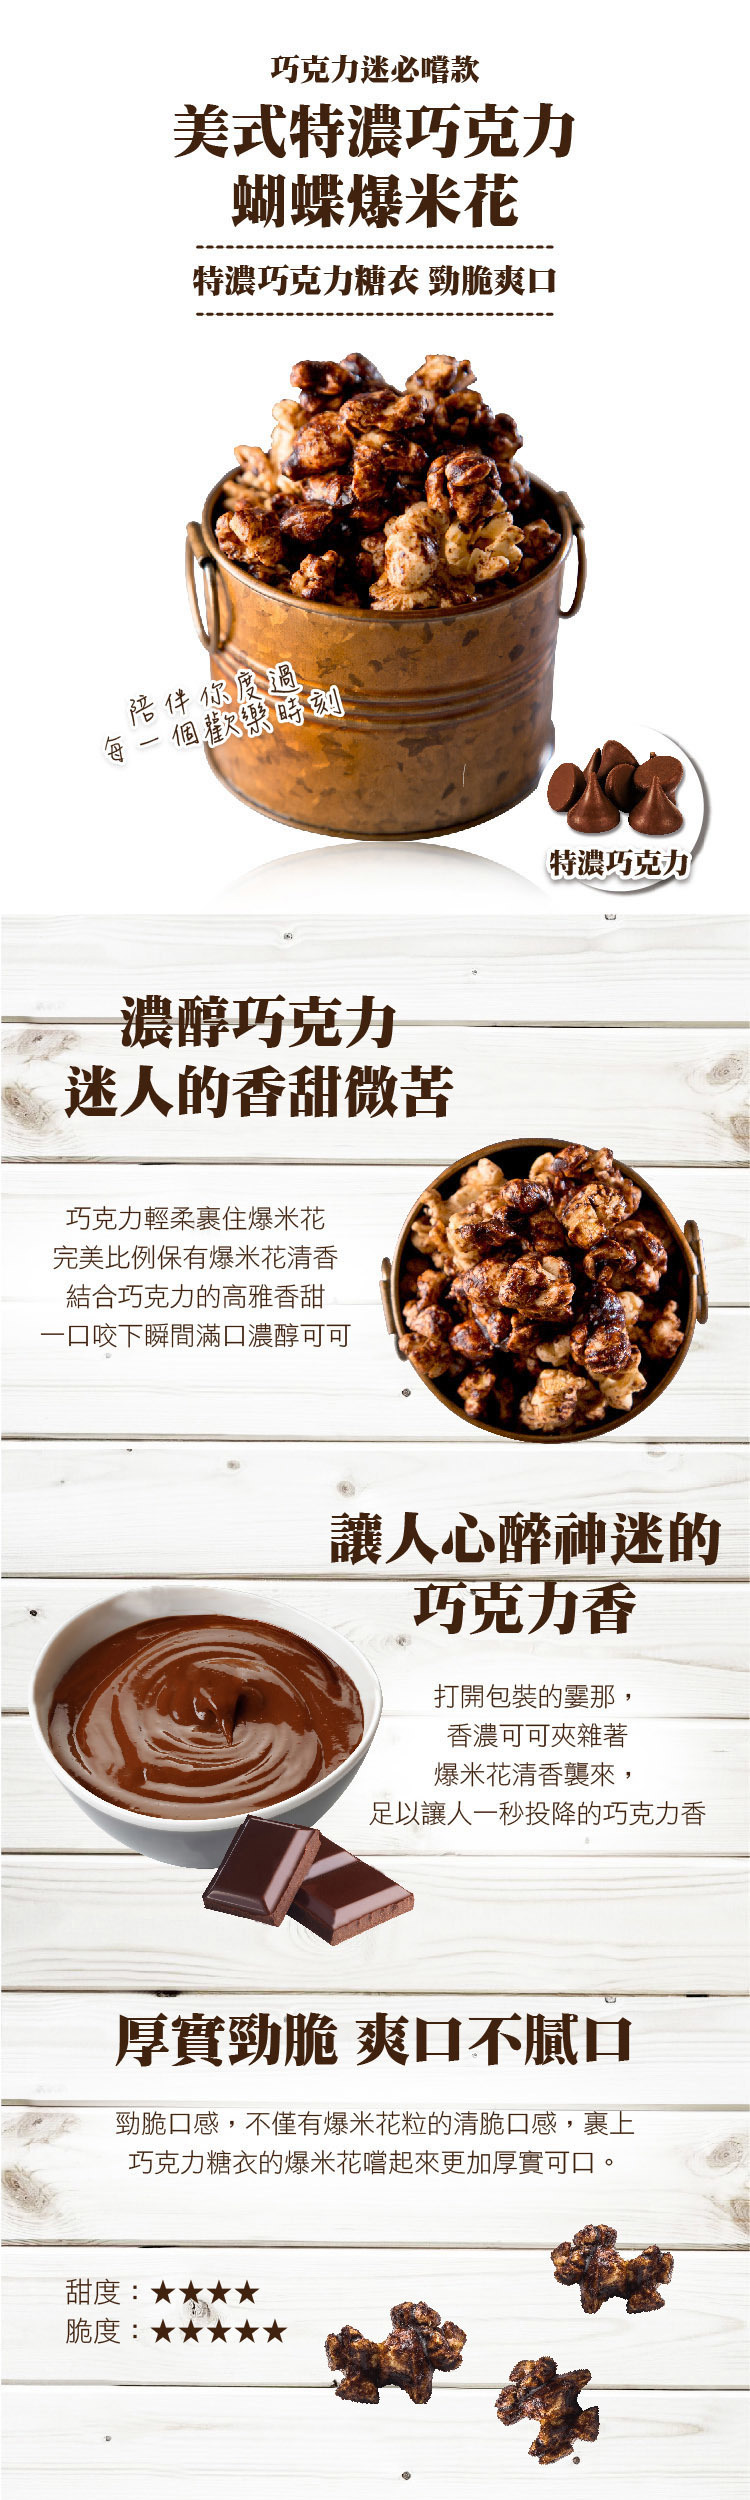 巧克力迷必嚐款
美式特濃巧克力
蝴蝶爆米花
特濃巧克力糖衣 勁脆爽口
陪伴你度過
每一個歡樂時刻
特濃巧克力
濃醇巧克力
迷人的香甜微苦
巧克力輕柔裹住爆米花
完美比例保有爆米花清香
結合巧克力的高雅香甜
一口咬下瞬間滿口濃醇可可
讓人心醉神迷的
巧克力香
打開包裝的霎那，
香濃可可夾雜著
爆米花清香襲來，
足以讓人一秒投降的巧克力香
厚實勁脆 爽口不膩口
勁脆口感，不僅有爆米花粒的清脆口感，裹上
巧克力糖衣的爆米花嚐起來更加厚實可口。
甜度：★★★★
脆度：★★★★★